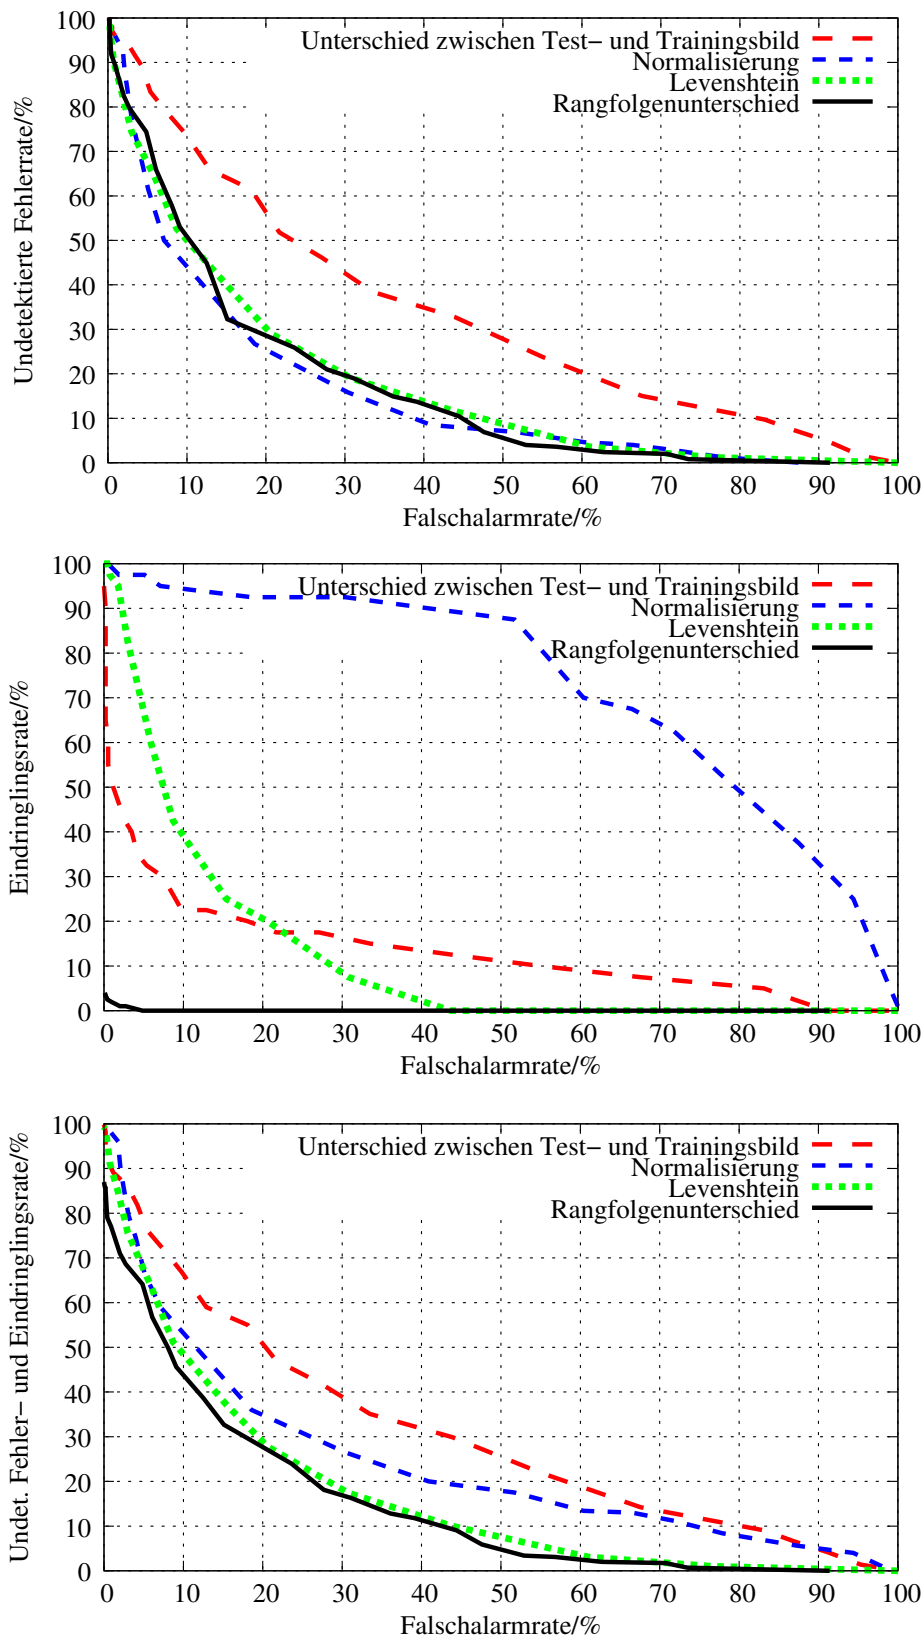 Undetektierte Fehlerrate/%
100
90
80
70
60
50
40
30
20
10
0
Unterschied zwischen Test− und Trainingsbild
Normalisierung
Levenshtein
Rangfolgenunterschied
0 10 20 30 40 50 60 70 80 90 100
Falschalarmrate/%
Eindringlingsrate/%
100
90
80
70
60
50
40
30
20
10
0
Unterschied zwischen Test− und Trainingsbild
Normalisierung
Levenshtein
Rangfolgenunterschied
0 10 20 30 40 50 60 70 80 90 100
Falschalarmrate/%
Undet. Fehler− und Eindringlingsrate/%
100
90
80
70
60
50
40
30
20
10
0
Unterschied zwischen Test− und Trainingsbild
Normalisierung
Levenshtein
Rangfolgenunterschied
0 10 20 30 40 50 60 70 80 90 100
Falschalarmrate/%